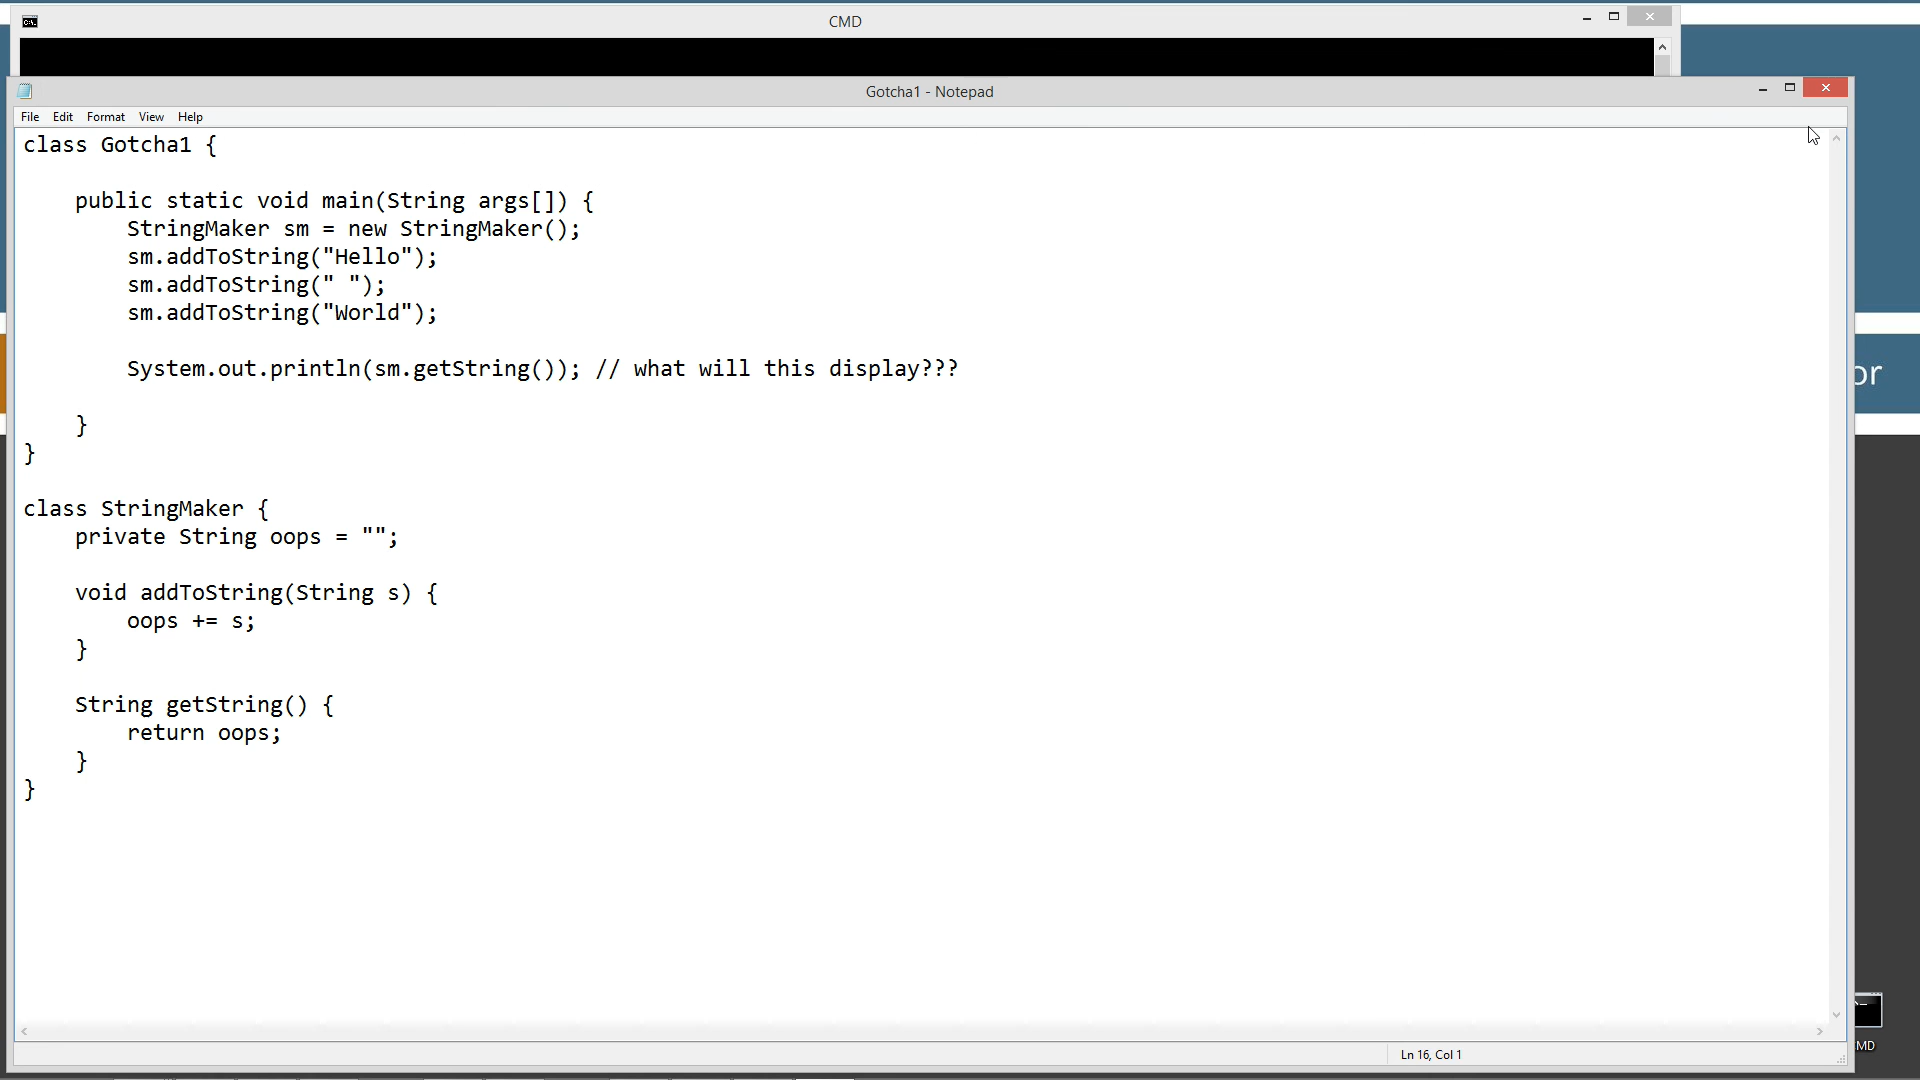 CMD
Gotcha1 - Notepad
File Edit Format View Help
class Gotcha1 {
public static void main(String args[]) {
StringMaker sm = new StringMaker();
sm.addToString("Hello");
sm.addToString(" ");
sm.addToString("World");
System.out.println(sm.getString()); // what will this display???
}
}
class StringMaker {
private String oops = "";
void addToString(String s) {
oops += s;
}
String getString() {
return oops;
}
}
or
MD
Ln 16, Col 1